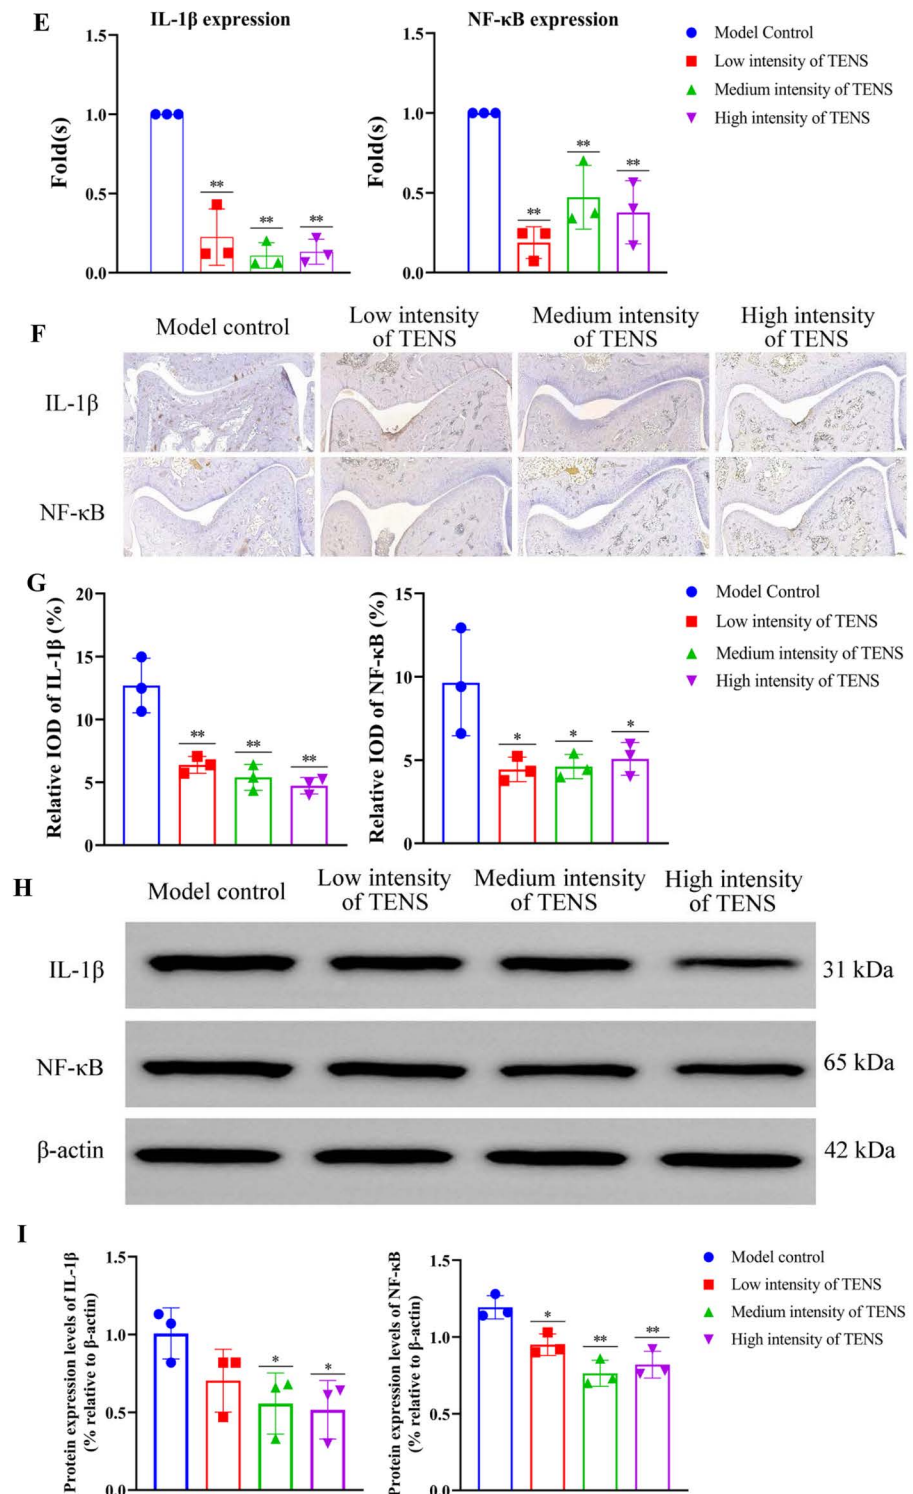 E
IL-1β expression
NF-κB expression
Fold(s)
1.5
1.0
0.5
0.0
**
**
**
Fold(s)
1.5
1.0
0.5
0.0
**
**
**
Model Control
Low intensity of TENS
Medium intensity of TENS
High intensity of TENS
F
Model control
Low intensity
of TENS
Medium intensity
of TENS
High intensity
of TENS
IL-1β
NF-κB
G
Relative IOD of IL-1β (%)
20
15
10
5
0
**
**
**
Relative IOD of NF-κB (%)
15
10
5
0
*
*
*
Model Control
Low intensity of TENS
Medium intensity of TENS
High intensity of TENS
H
Model control
Low intensity
of TENS
Medium intensity
of TENS
High intensity
of TENS
IL-1β
31 kDa
NF-κB
65 kDa
β-actin
42 kDa
I
Protein expression levels of IL-1β
(% relative to β-actin)
1.5
1.0
0.5
0.0
*
*
Protein expression levels of NF-κB
(% relative to β-actin)
1.5
1.0
0.5
0.0
*
**
**
Model control
Low intensity of TENS
Medium intensity of TENS
High intensity of TENS